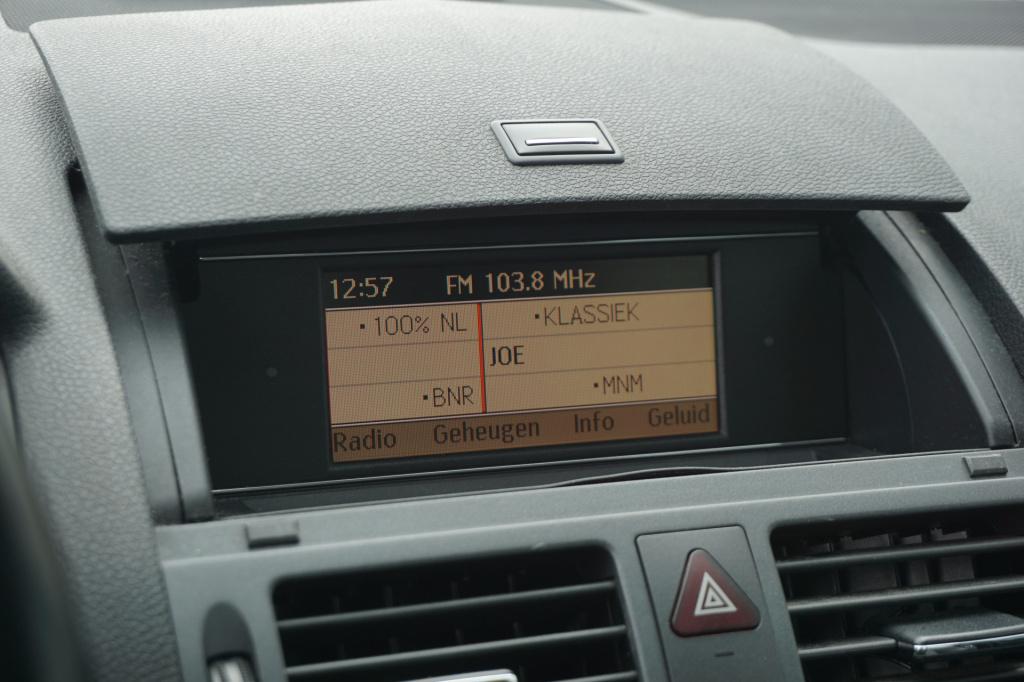 12:57 FM 103.8 MHz
·100% NL ·KLASSIEK
JOE
·BNR ·MNM
Radio Geheugen Info Geluid